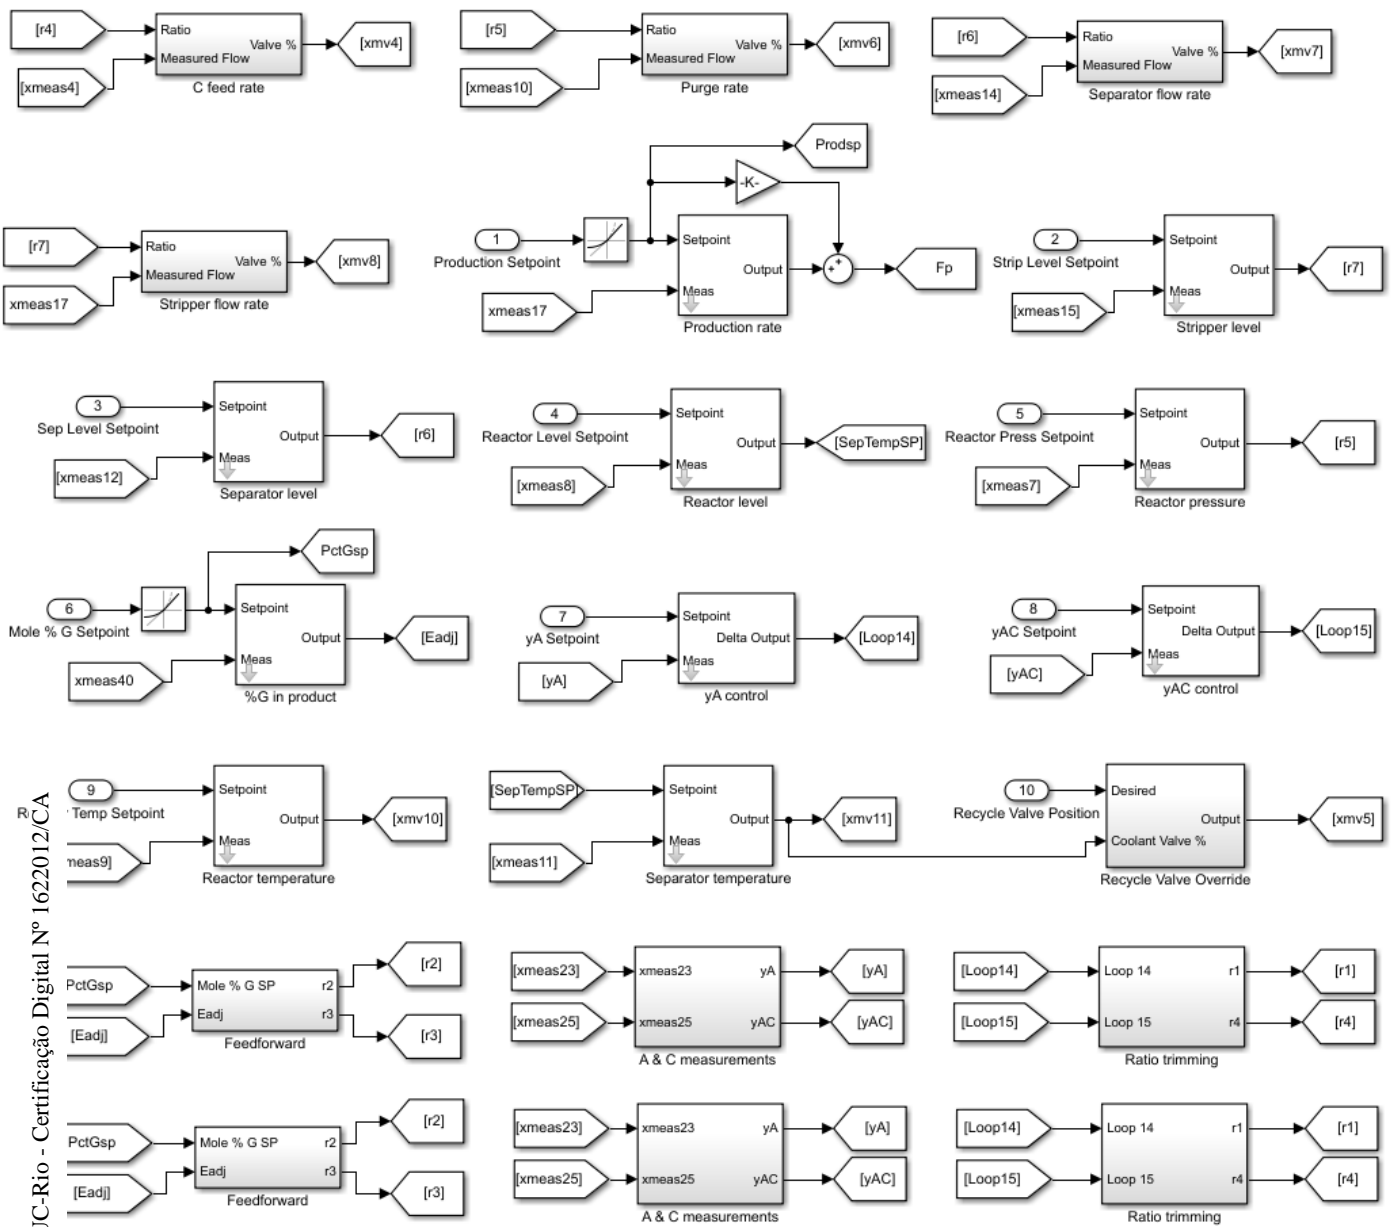 [r4]
Ratio
Valve %
Measured Flow
[xmeas4]
[xmv4]
C feed rate
[r5]
Ratio
Valve %
Measured Flow
[xmeas10]
[xmv6]
Purge rate
[r6]
Ratio
Valve %
Measured Flow
[xmeas14]
[xmv7]
Separator flow rate
[r7]
Ratio
Valve %
Measured Flow
xmeas17
[xmv8]
Stripper flow rate
Prodsp
-K-
1
Production Setpoint
Setpoint
Output
Meas
xmeas17
Production rate
++
Fp
2
Strip Level Setpoint
Setpoint
Output
Meas
[xmeas15]
[r7]
Stripper level
3
Sep Level Setpoint
Setpoint
Output
Meas
[xmeas12]
[r6]
Separator level
4
Reactor Level Setpoint
Setpoint
Output
Meas
[xmeas8]
[SepTempSP]
Reactor level
5
Reactor Press Setpoint
Setpoint
Output
Meas
[xmeas7]
[r5]
Reactor pressure
PctGsp
6
Mole % G Setpoint
Setpoint
Output
Meas
xmeas40
[Eadj]
%G in product
7
yA Setpoint
Setpoint
Delta Output
Meas
[yA]
[Loop14]
yA control
8
yAC Setpoint
Setpoint
Delta Output
Meas
[yAC]
[Loop15]
yAC control
9
Temp Setpoint
Setpoint
Output
Meas
meas9]
[xmv10]
Reactor temperature
[SepTempSP]
Setpoint
Output
Meas
[xmeas11]
[xmv11]
Separator temperature
10
Recycle Valve Position
Desired
Output
Coolant Valve %
[xmv5]
Recycle Valve Override
PctGsp
[Eadj]
Mole % G SP
r2
Eadj
r3
[r2]
[r3]
Feedforward
[xmeas23]
[xmeas25]
xmeas23
yA
xmeas25
yAC
[yA]
[yAC]
A & C measurements
[Loop14]
[Loop15]
Loop 14
r1
Loop 15
r4
[r1]
[r4]
Ratio trimming
PctGsp
[Eadj]
Mole % G SP
r2
Eadj
r3
[r2]
[r3]
Feedforward
[xmeas23]
[xmeas25]
xmeas23
yA
xmeas25
yAC
[yA]
[yAC]
A & C measurements
[Loop14]
[Loop15]
Loop 14
r1
Loop 15
r4
[r1]
[r4]
Ratio trimming
UC-Rio - Certificação Digital Nº 1622012/CA